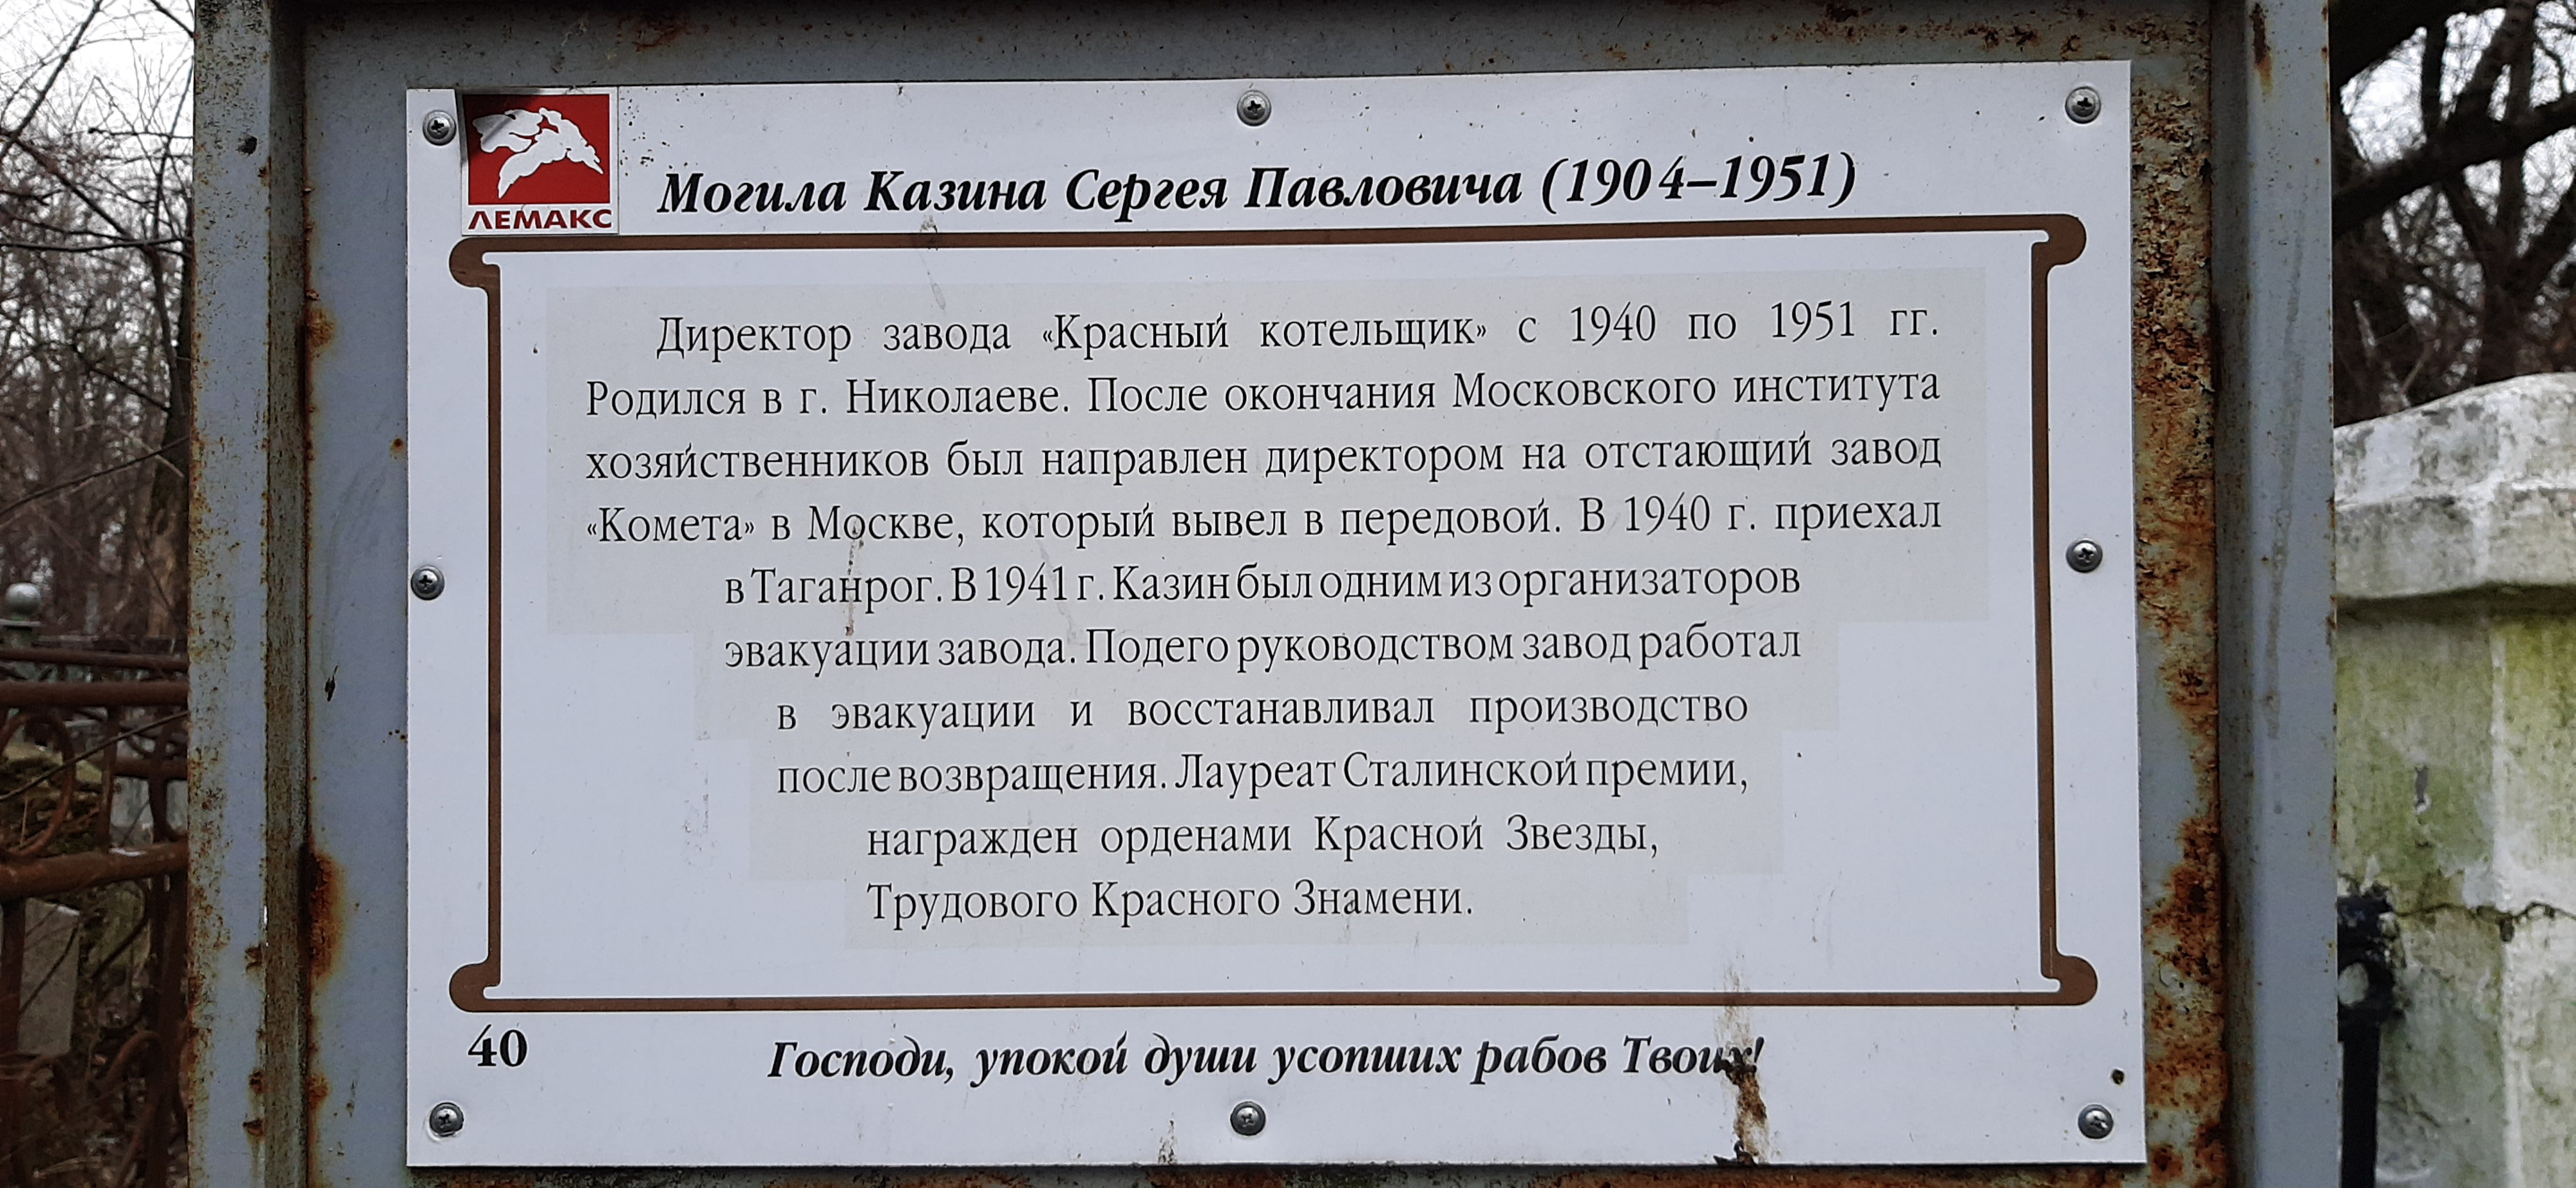 ЛЕМАКС
Могила Казина Сергея Павловича (1904–1951)
Директор завода «Красный котельщик» с 1940 по 1951 гг.
Родился в г. Николаеве. После окончания Московского института
хозяйственников был направлен директором на отстающий завод
«Комета» в Москве, который вывел в передовой. В 1940 г. приехал
в Таганрог. В 1941 г. Казин был одним из организаторов
эвакуации завода. Под его руководством завод работал
в эвакуации и восстанавливал производство
после возвращения. Лауреат Сталинской премии,
награжден орденами Красной Звезды,
Трудового Красного Знамени.
40
Господи, упокой души усопших рабов Твоих!